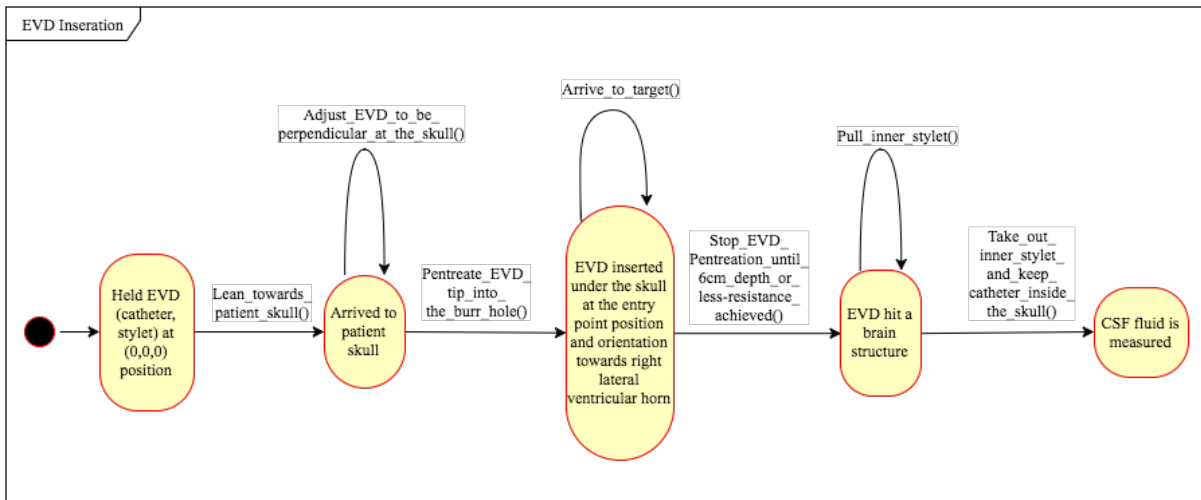 EVD Inseration
Adjust_EVD_to_be_
perpendicular_at_the_skull()
Arrive_to_target()
Pull_inner_stylet()
Held EVD
(catheter,
stylet) at
(0,0,0)
position
Lean_towards_
patient_skull()
Arrived to
patient
skull
Pentreate_EVD_
tip_into_
the_burr_hole()
EVD inserted
under the skull
at the entry
point position
and orientation
towards right
lateral
ventricular horn
Stop_EVD_
Pentreation_until_
6cm_depth_or_
less-resistance_
achieved()
EVD hit a
brain
structure
Take_out_
inner_stylet_
and_keep_
catheter_inside_
the_skull()
CSF fluid is
measured